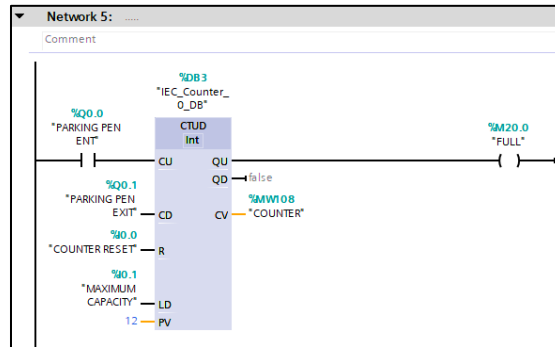 Network 5: .....
Comment
%DB3
"IEC_Counter_
0_DB"
%Q0.0
"PARKING PEN
ENT"
CTUD
Int
%M20.0
"FULL"
CU QU
QD false
%Q0.1
"PARKING PEN
EXIT" CD
%MW108
CV "COUNTER"
%I0.0
"COUNTER RESET" R
%I0.1
"MAXIMUM
CAPACITY" LD
12 PV